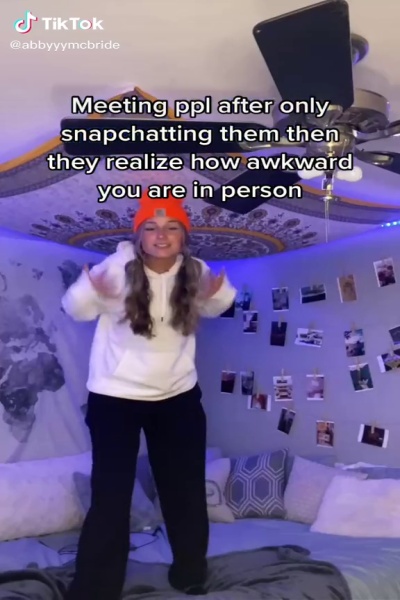 TikTok
@abbyyymcbride
Meeting ppl after only
snapchatting them then
they realize how awkward
you are in person